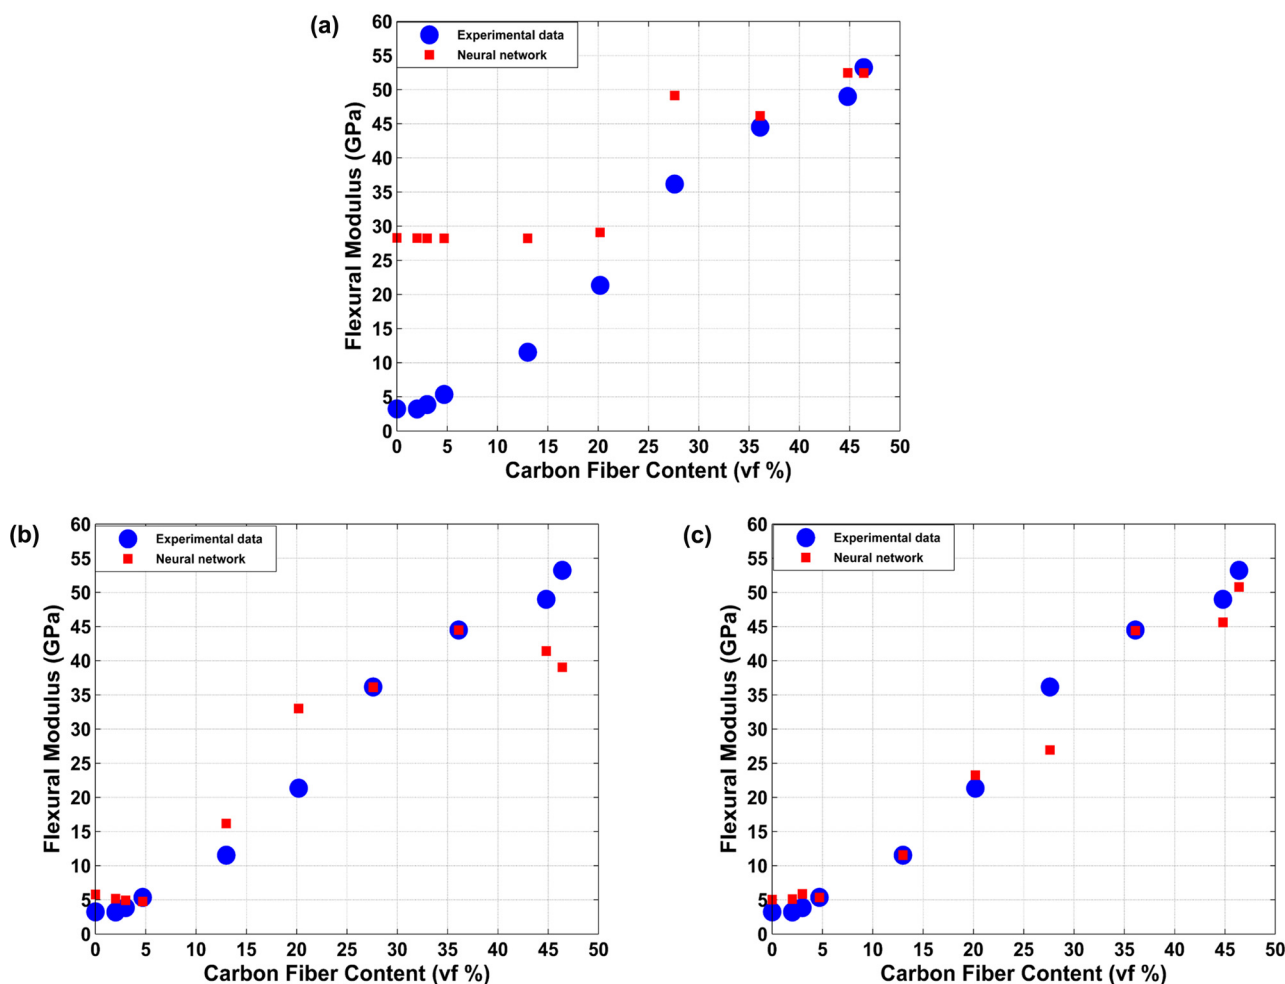 (a)
Experimental data
Neural network
Flexural Modulus (GPa)
60
55
50
45
40
35
30
25
20
15
10
5
0
0 5 10 15 20 25 30 35 40 45 50
Carbon Fiber Content (vf %)
(b)
Experimental data
Neural network
Flexural Modulus (GPa)
60
55
50
45
40
35
30
25
20
15
10
5
0
0 5 10 15 20 25 30 35 40 45 50
Carbon Fiber Content (vf %)
(c)
Experimental data
Neural network
Flexural Modulus (GPa)
60
55
50
45
40
35
30
25
20
15
10
5
0
0 5 10 15 20 25 30 35 40 45 50
Carbon Fiber Content (vf %)